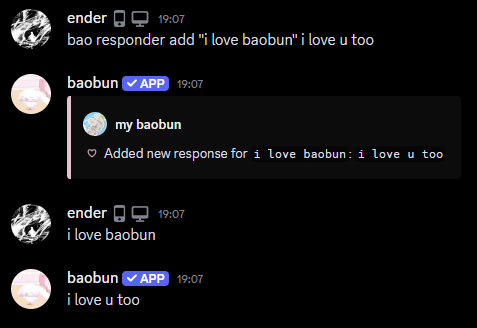 ender 19:07
bao responder add "i love baobun" i love u too
baobun ✓ APP 19:07
my baobun
Added new response for i love baobun: i love u too
ender 19:07
i love baobun
baobun ✓ APP 19:07
i love u too